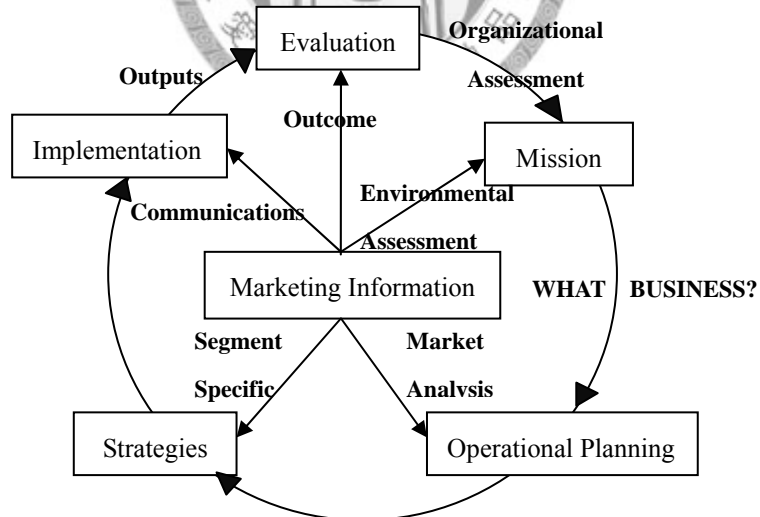 Evaluation
Organizational
Assessment
Outputs
Outcome
Implementation
Mission
Environmental
Assessment
Communications
Marketing Information
WHAT BUSINESS?
Segment
Specific
Market
Analysis
Strategies
Operational Planning